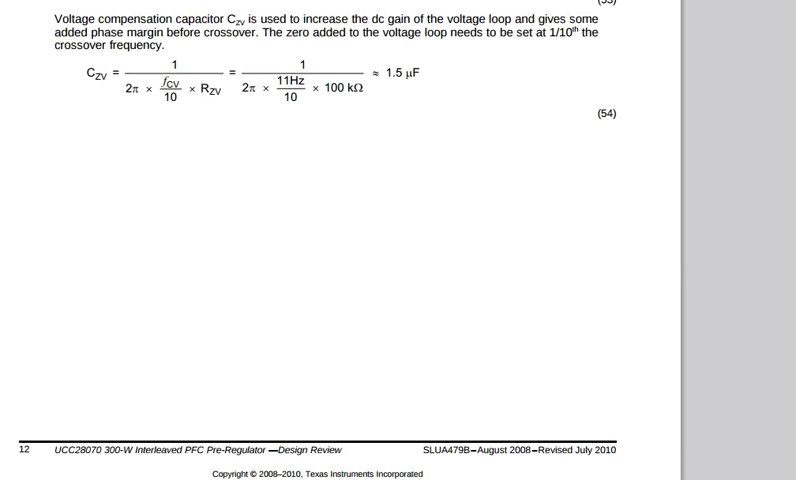 (53)
Voltage compensation capacitor Czv is used to increase the dc gain of the voltage loop and gives some
added phase margin before crossover. The zero added to the voltage loop needs to be set at 1/10th the
crossover frequency.
CZV = 1 / (2π × fCV/10 × RZV) = 1 / (2π × 11Hz/10 × 100 kΩ) ≈ 1.5 µF
(54)
12 UCC28070 300-W Interleaved PFC Pre-Regulator —Design Review SLUA479B–August 2008–Revised July 2010
Copyright © 2008–2010, Texas Instruments Incorporated